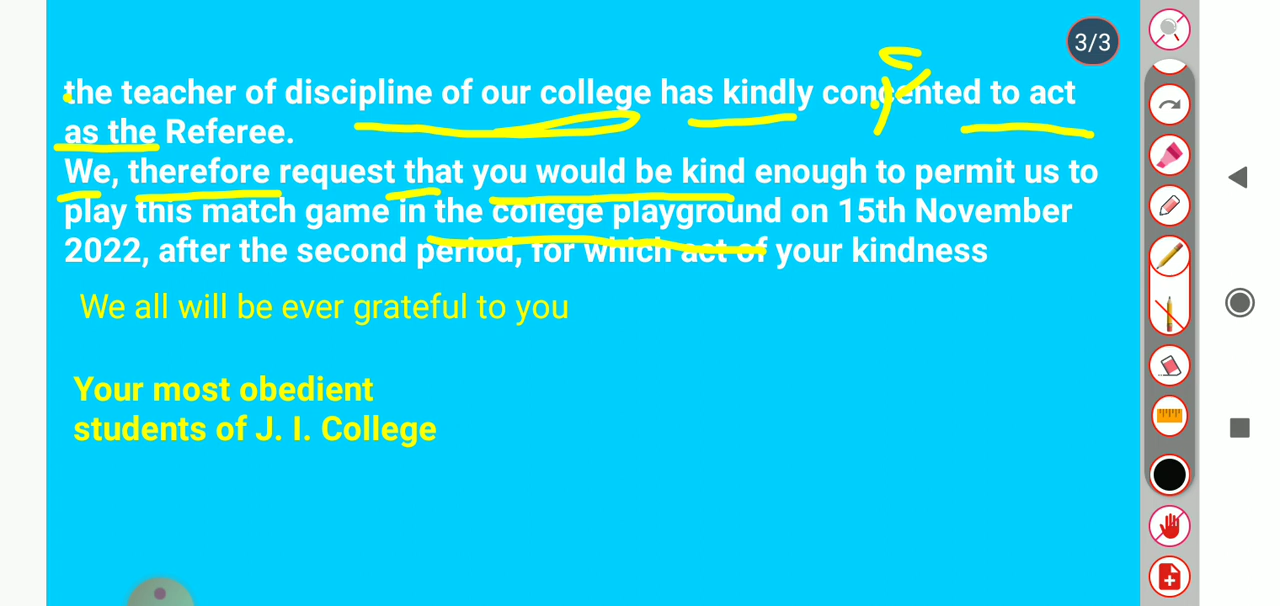 3/3
the teacher of discipline of our college has kindly concented to act
as the Referee.
We, therefore request that you would be kind enough to permit us to
play this match game in the college playground on 15th November
2022, after the second period, for which act of your kindness
We all will be ever grateful to you
Your most obedient
students of J. I. College